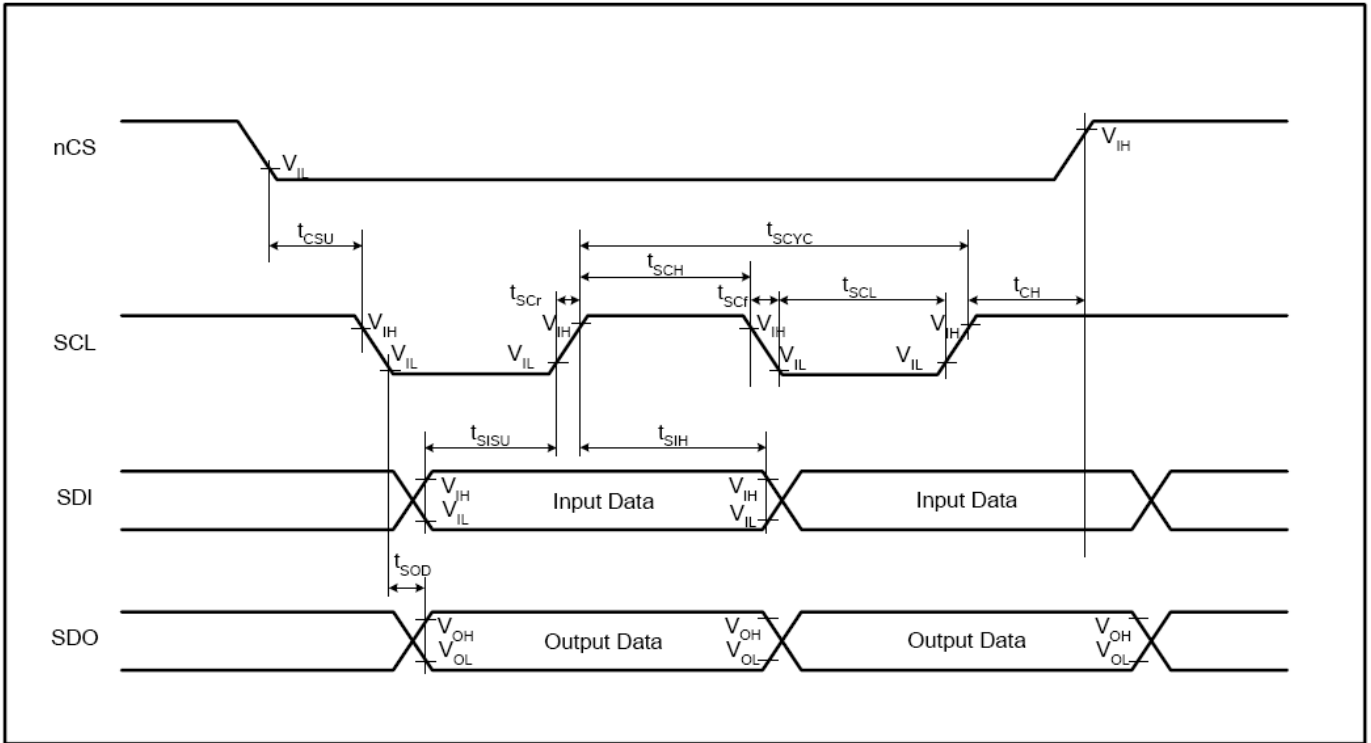 nCS
V_IL
V_IH
t_CSU
t_SCYC
t_SCH
t_SCr
t_SCf
t_SCL
t_CH
SCL
V_IH
V_IL
V_IL
V_IH
V_IH
V_IL
V_IL
V_IH
t_SISU
t_SIH
SDI
V_IH
V_IL
Input Data
V_IH
V_IL
Input Data
t_SOD
SDO
V_OH
V_OL
Output Data
V_OH
V_OL
Output Data
V_OH
V_OL